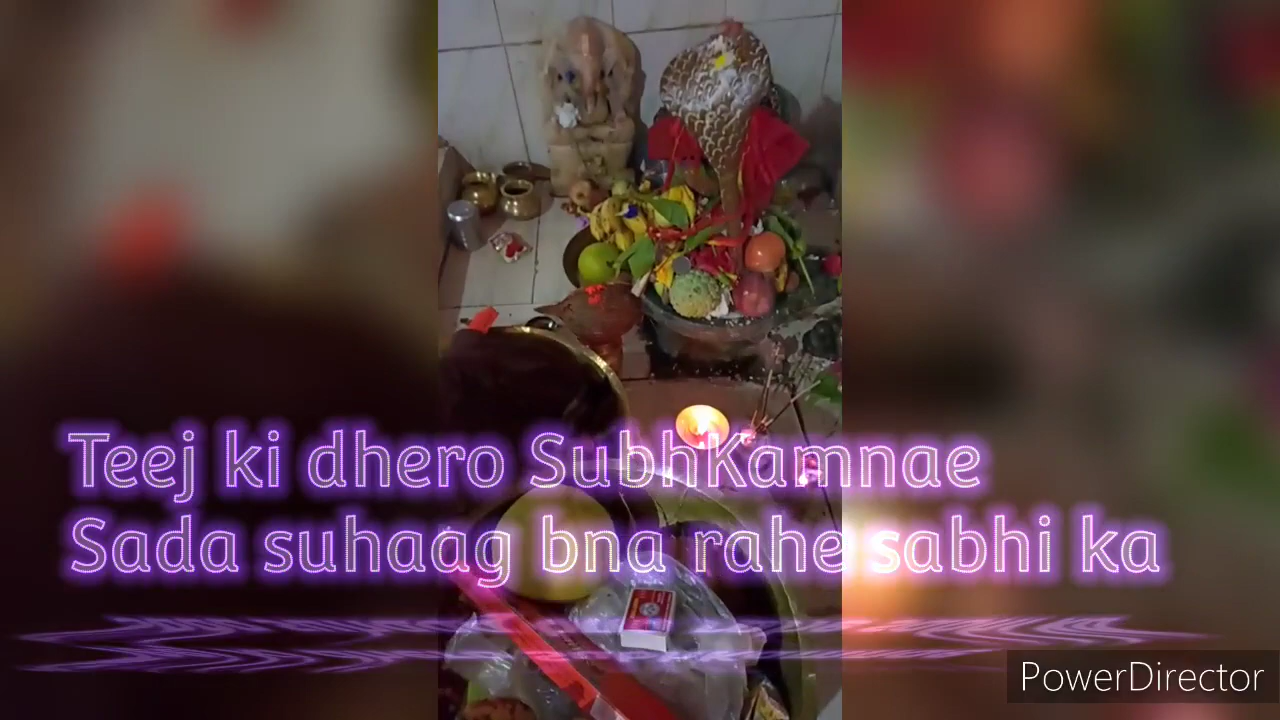 Teej ki dhero SubhKamnae
Sada suhaag bna rahe sabhi ka
PowerDirector